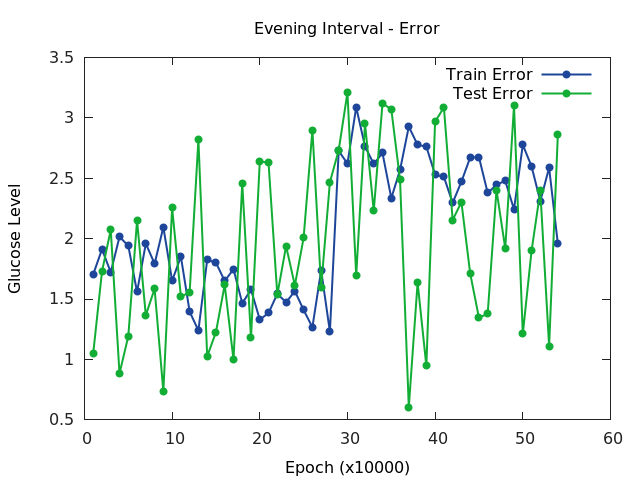 Evening Interval - Error
3.5
3
2.5
2
1.5
1
0.5
0
10
20
30
40
50
60
Glucose Level
Epoch (x10000)
Train Error
Test Error